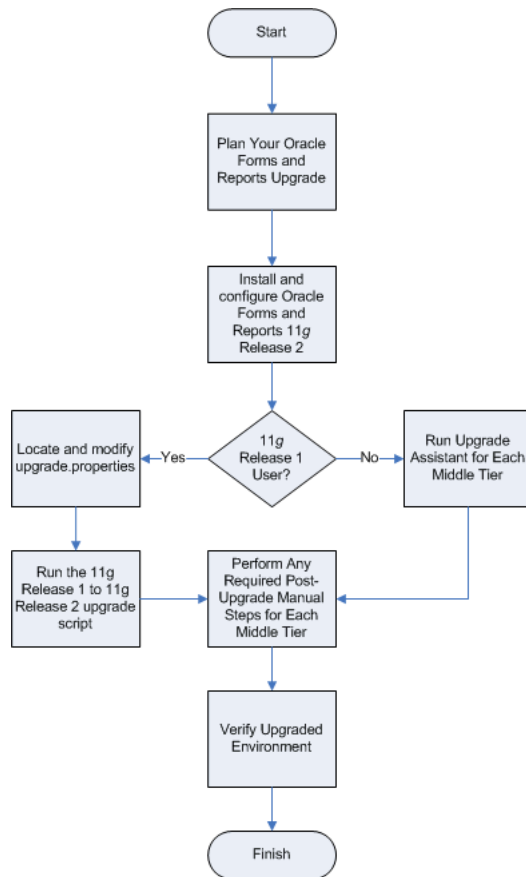 Start
Plan Your Oracle
Forms and
Reports Upgrade
Install and
configure Oracle
Forms and
Reports 11g
Release 2
11g
Release 1
User?
Yes
No
Locate and modify
upgrade.properties
Run Upgrade
Assistant for Each
Middle Tier
Run the 11g
Release 1 to 11g
Release 2 upgrade
script
Perform Any
Required Post-
Upgrade Manual
Steps for Each
Middle Tier
Verify Upgraded
Environment
Finish